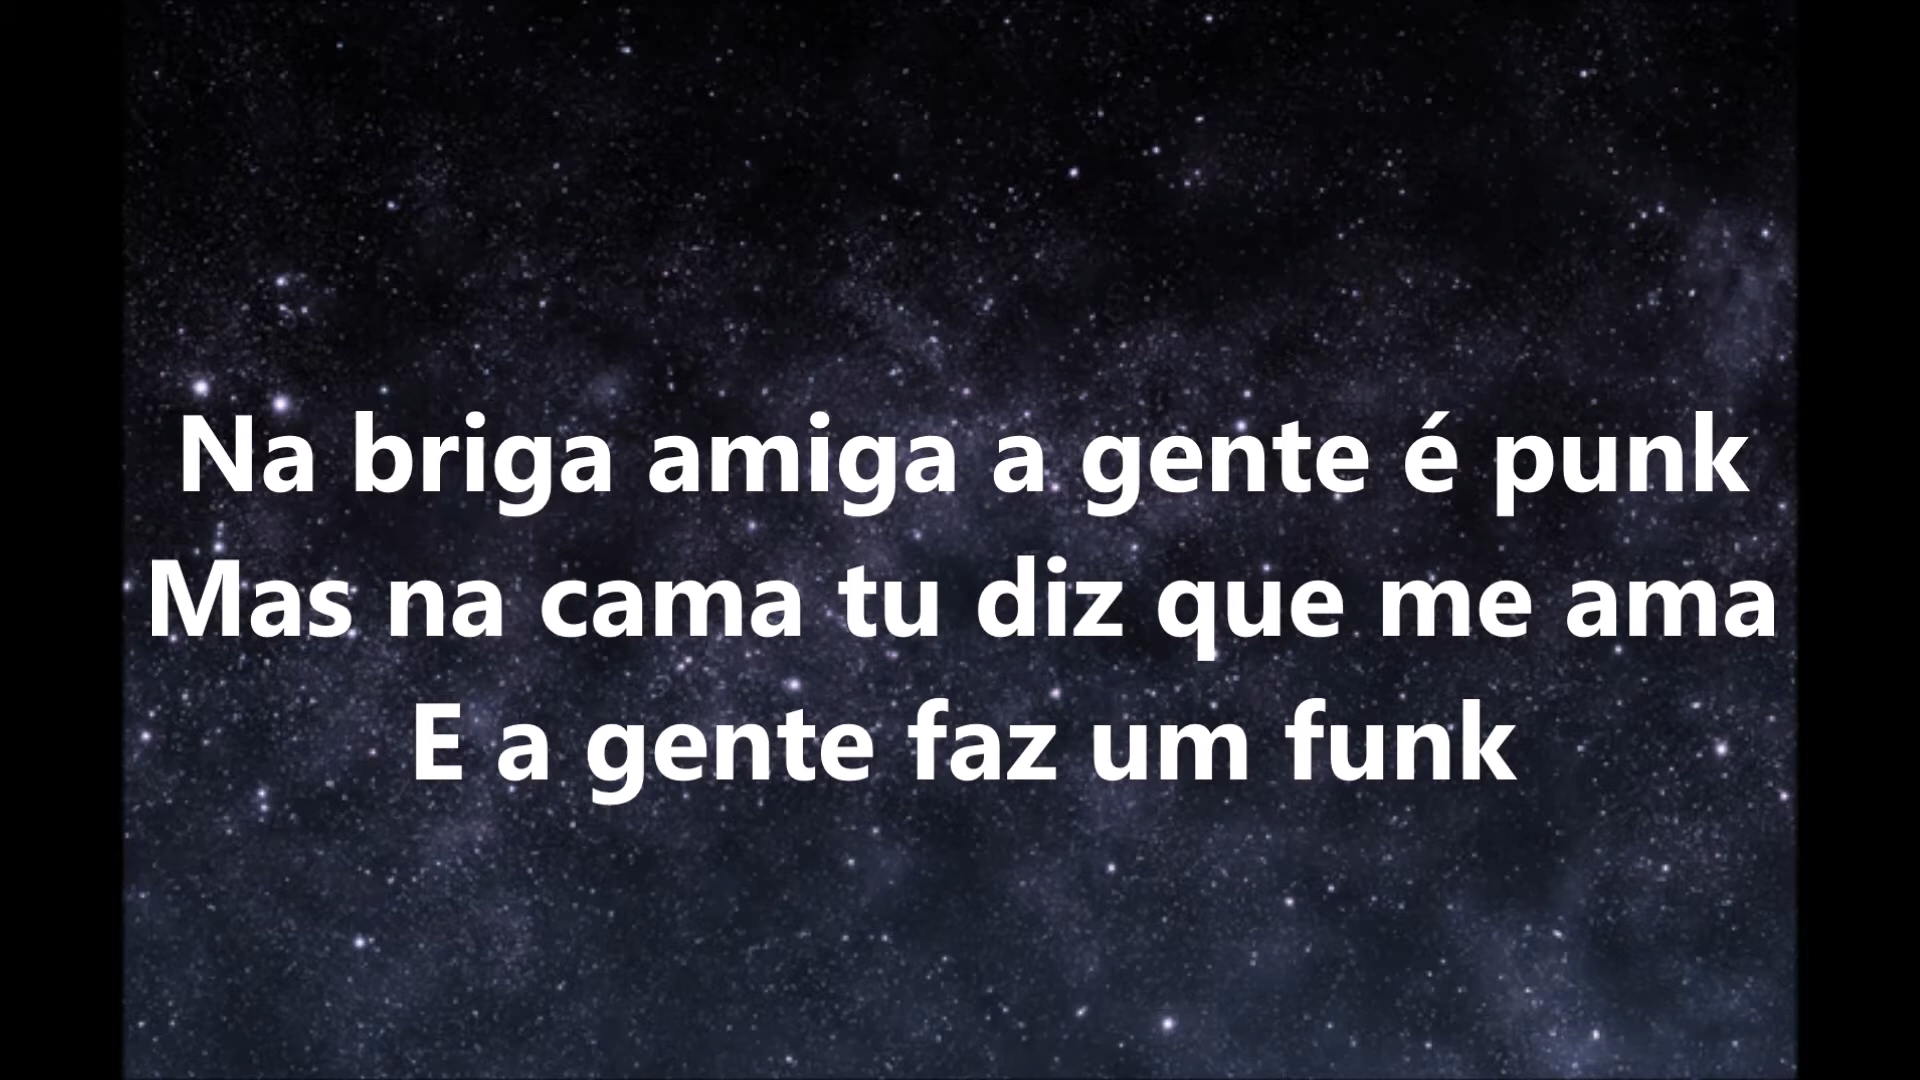 Na briga amiga a gente é punk
Mas na cama tu diz que me ama
E a gente faz um funk